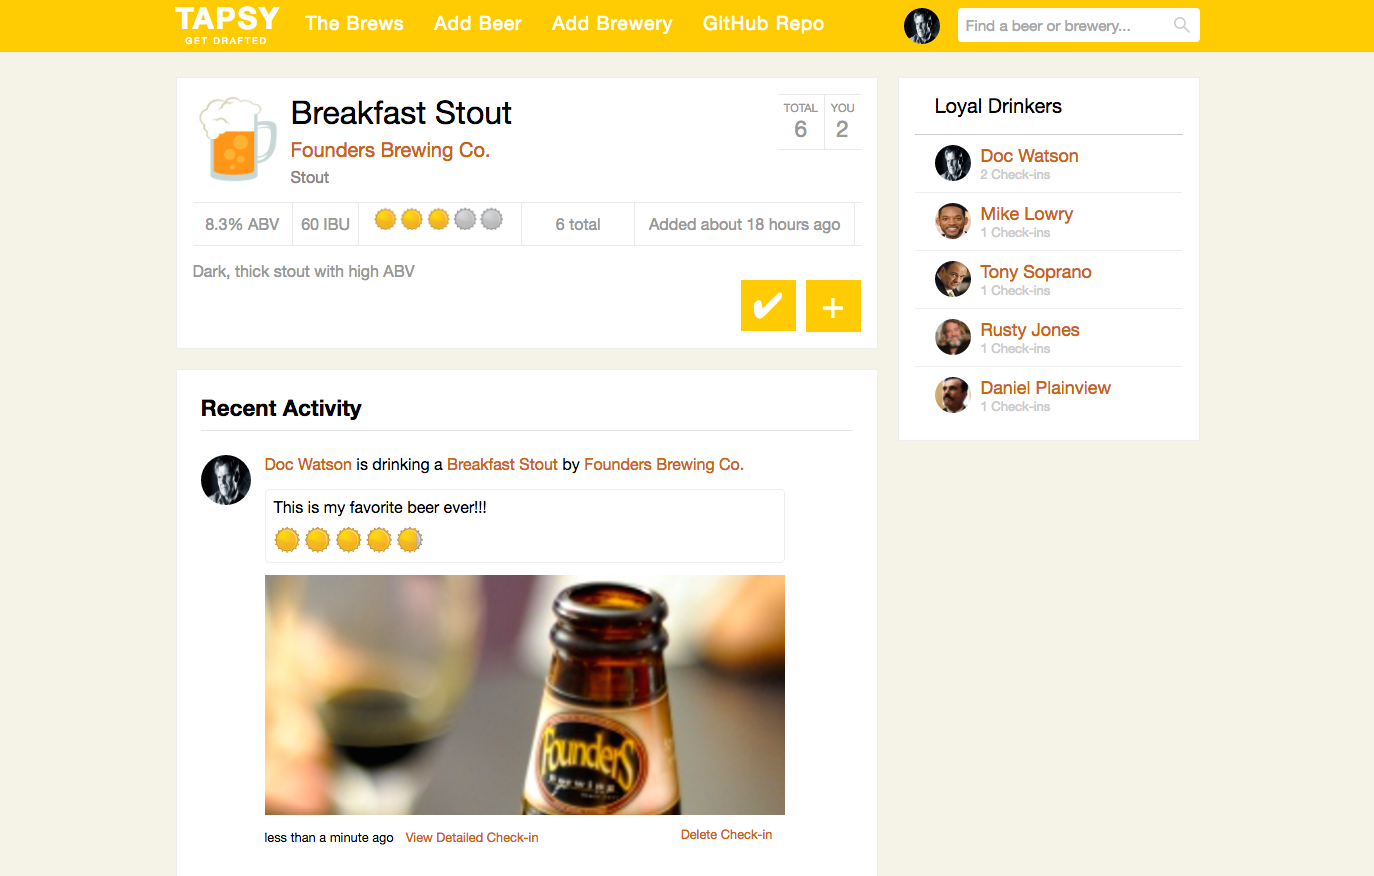 TAPSY
GET DRAFTED
The Brews
Add Beer
Add Brewery
GitHub Repo
Find a beer or brewery...
Breakfast Stout
Founders Brewing Co.
Stout
TOTAL
6
YOU
2
8.3% ABV
60 IBU
6 total
Added about 18 hours ago
Dark, thick stout with high ABV
Recent Activity
Doc Watson is drinking a Breakfast Stout by Founders Brewing Co.
This is my favorite beer ever!!!
Founders
Brewing
less than a minute ago
View Detailed Check-in
Delete Check-in
Loyal Drinkers
Doc Watson
2 Check-ins
Mike Lowry
1 Check-ins
Tony Soprano
1 Check-ins
Rusty Jones
1 Check-ins
Daniel Plainview
1 Check-ins